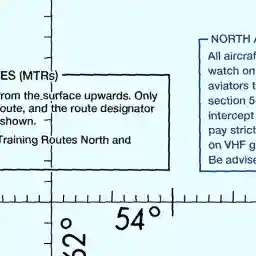 ES (MTRs)
from the surface upwards. Only
oute, and the route designator
shown.
Training Routes North and
NORTH
All aircraf
watch on
aviators t
section 5
intercept
pay strict
on VHF g
Be advise
54°
62°